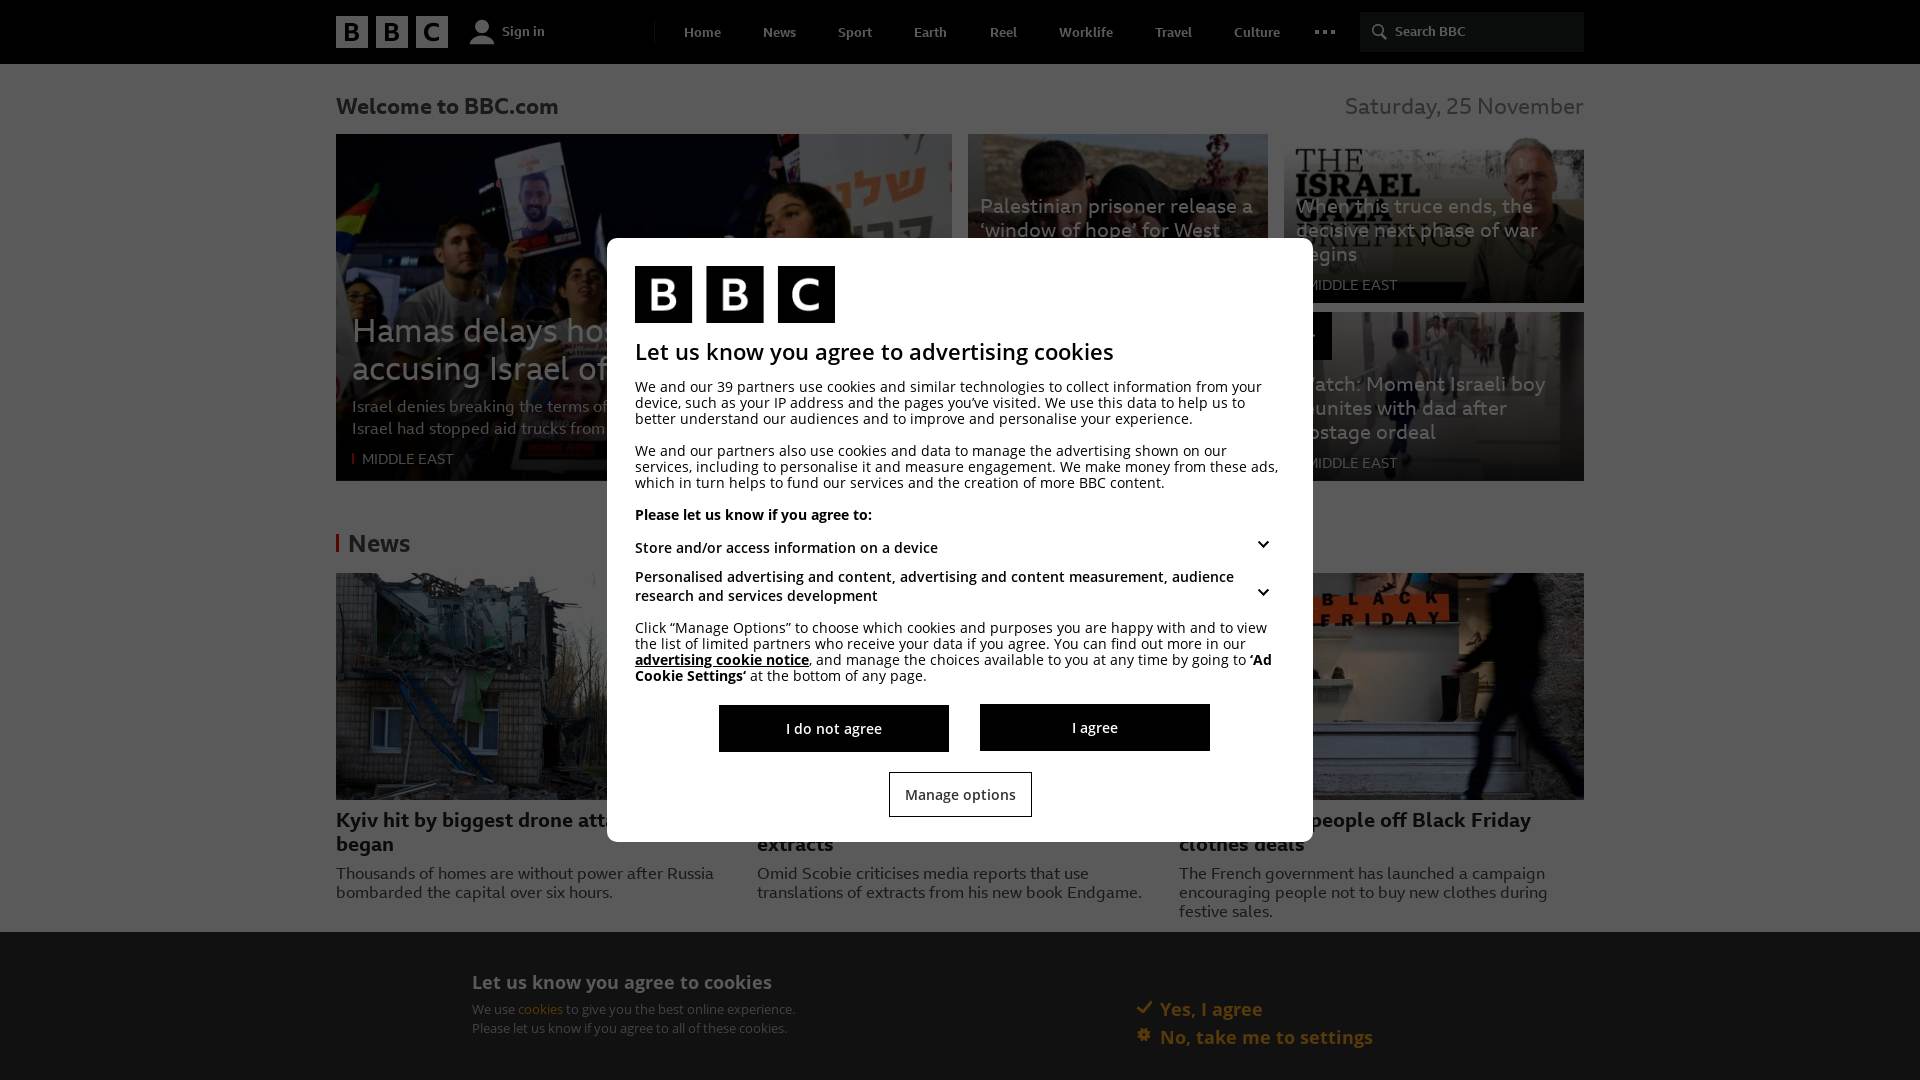 BBC
Sign in
Home
News
Sport
Earth
Reel
Worklife
Travel
Culture
Search BBC
Welcome to BBC.com
Saturday, 25 November
Hamas delays
accusing Israel of
Israel denies breaking the terms of
Israel had stopped aid trucks from
MIDDLE EAST
Palestinian prisoner release a
‘window of hope’ for West
THE
ISRAEL
GAZA
BRIEFINGS
When this truce ends, the
decisive next phase of war
begins
MIDDLE EAST
Watch: Moment Israeli boy
reunites with dad after
hostage ordeal
MIDDLE EAST
BBC
Let us know you agree to advertising cookies
We and our 39 partners use cookies and similar technologies to collect information from your
device, such as your IP address and the pages you’ve visited. We use this data to help us to
better understand our audiences and to improve and personalise your experience.
We and our partners also use cookies and data to manage the advertising shown on our
services, including to personalise it and measure engagement. We make money from these ads,
which in turn helps to fund our services and the creation of more BBC content.
Please let us know if you agree to:
Store and/or access information on a device
Personalised advertising and content, advertising and content measurement, audience
research and services development
Click “Manage Options” to choose which cookies and purposes you are happy with and to view
the list of limited partners who receive your data if you agree. You can find out more in our
advertising cookie notice, and manage the choices available to you at any time by going to ‘Ad
Cookie Settings’ at the bottom of any page.
I do not agree
I agree
Manage options
News
BLACK
FRIDAY
Kyiv hit by biggest drone
began
Thousands of homes are without power after Russia
bombarded the capital over six hours.
extracts
Omid Scobie criticises media reports that use
translations of extracts from his new book Endgame.
people off Black Friday
clothes deals
The French government has launched a campaign
encouraging people not to buy new clothes during
festive sales.
Let us know you agree to cookies
We use cookies to give you the best online experience.
Please let us know if you agree to all of these cookies.
Yes, I agree
No, take me to settings